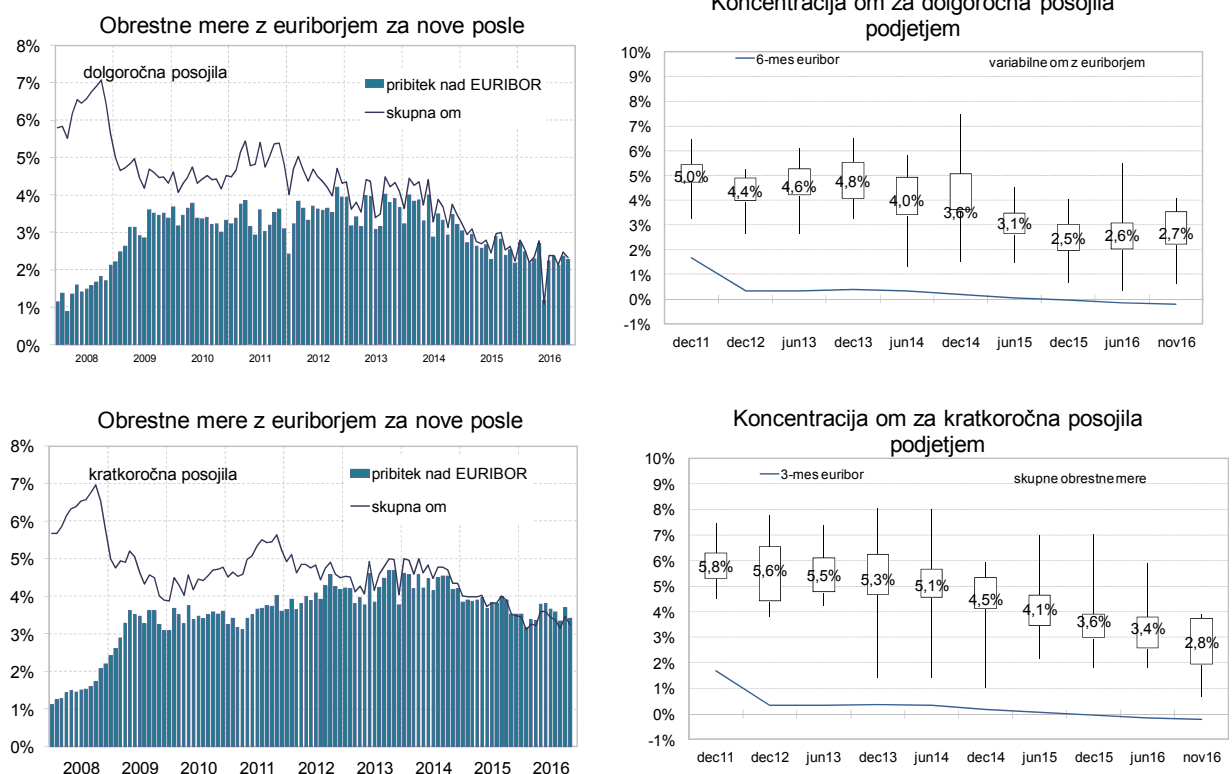 Obrestne mere z euriborjem za nove posle
8%
7%
6%
5%
4%
3%
2%
1%
0%
dolgoročna posojila
pribitek nad EURIBOR
skupna om
2008 2009 2010 2011 2012 2013 2014 2015 2016
Koncentracija om za dolgoročna posojila
podjetjem
10%
9%
8%
7%
6%
5%
4%
3%
2%
1%
0%
-1%
6-mes euribor
variabilne om z euriborjem
5,0% 4,4% 4,6% 4,8% 4,0% 3,6% 3,1% 2,5% 2,6% 2,7%
dec11 dec12 jun13 dec13 jun14 dec14 jun15 dec15 jun16 nov16
Obrestne mere z euriborjem za nove posle
8%
7%
6%
5%
4%
3%
2%
1%
0%
kratkoročna posojila
pribitek nad EURIBOR
skupna om
2008 2009 2010 2011 2012 2013 2014 2015 2016
Koncentracija om za kratkoročna posojila
podjetjem
10%
9%
8%
7%
6%
5%
4%
3%
2%
1%
0%
-1%
3-mes euribor
skupne obrestne mere
5,8% 5,6% 5,5% 5,3% 5,1% 4,5% 4,1% 3,6% 3,4% 2,8%
dec11 dec12 jun13 dec13 jun14 dec14 jun15 dec15 jun16 nov16